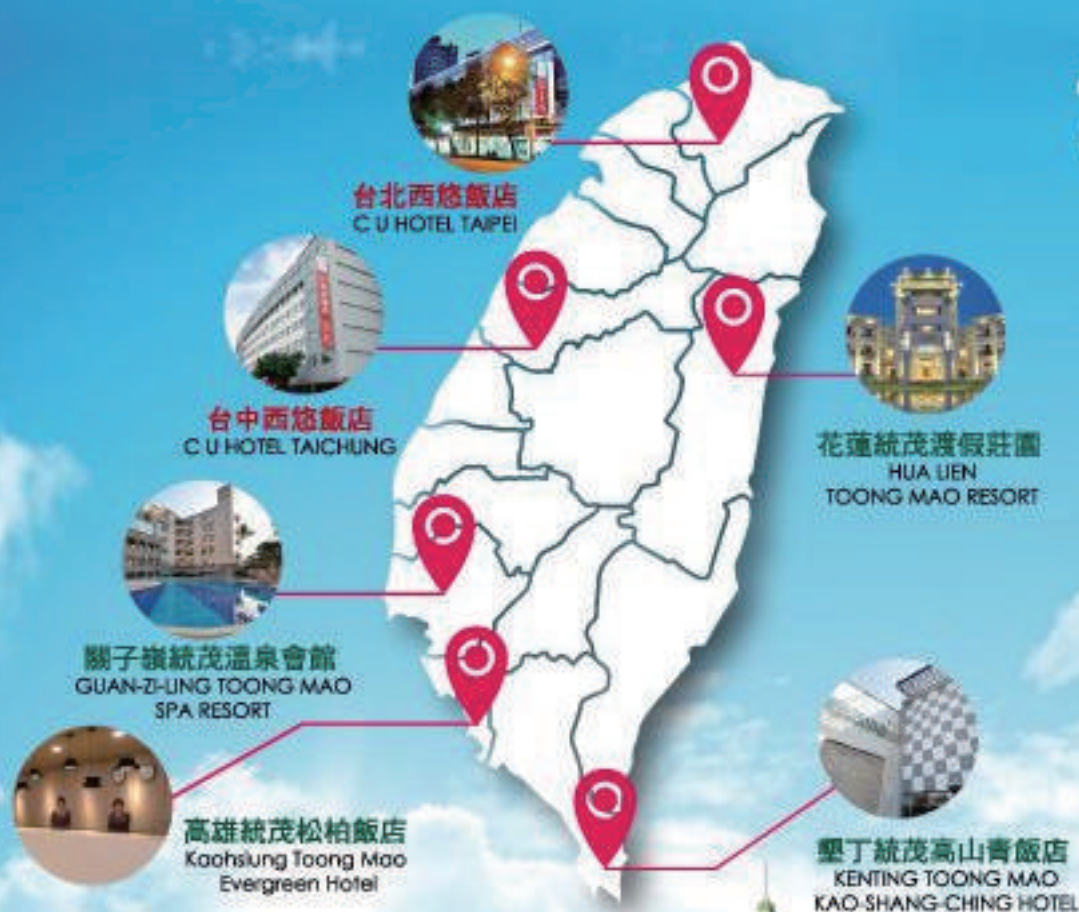 台北西悠飯店
C U HOTEL TAIPEI
台中西悠飯店
C U HOTEL TAICHUNG
花蓮統茂渡假莊園
HUA LIEN
TOONG MAO RESORT
關子嶺統茂溫泉會館
GUAN-ZI-LING TOONG MAO
SPA RESORT
高雄統茂松柏飯店
Kaohsiung Toong Mao
Evergreen Hotel
墾丁統茂高山青飯店
KENTING TOONG MAO
KAO-SHANG-CHING HOTEL